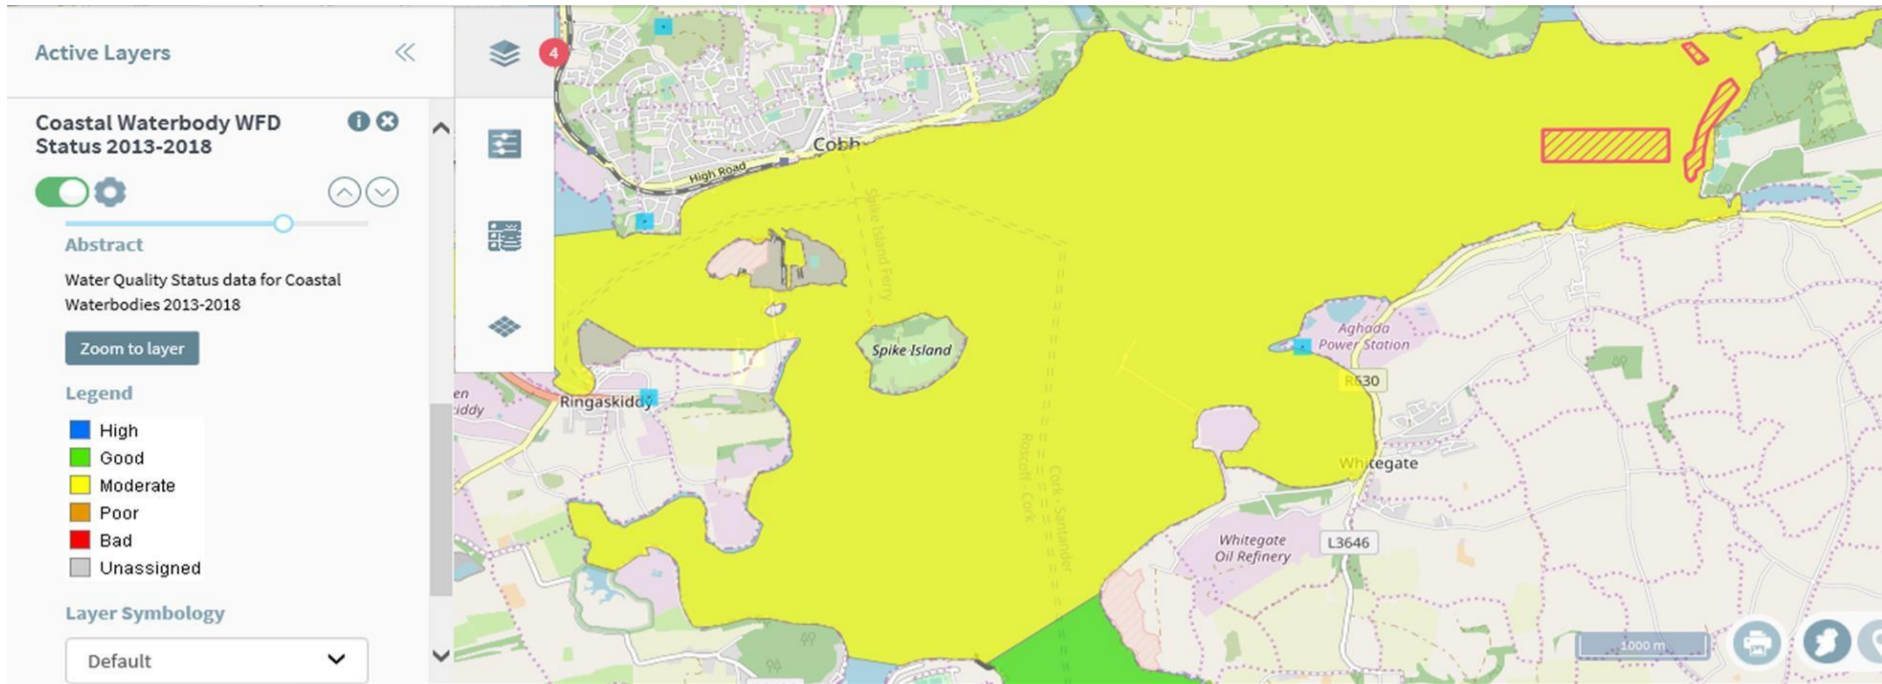 Active Layers
4
Coastal Waterbody WFD
Status 2013-2018
Abstract
Water Quality Status data for Coastal
Waterbodies 2013-2018
Zoom to layer
Legend
High
Good
Moderate
Poor
Bad
Unassigned
Layer Symbology
Default
Cobh
High Road
Spike Island Ferry
Spike Island
Aghada
Power Station
R630
en
kiddy
Ringaskiddy
Whitegate
Roscoff - Cork
Cork - Santander
Whitegate
Oil Refinery
L3646
1000 m